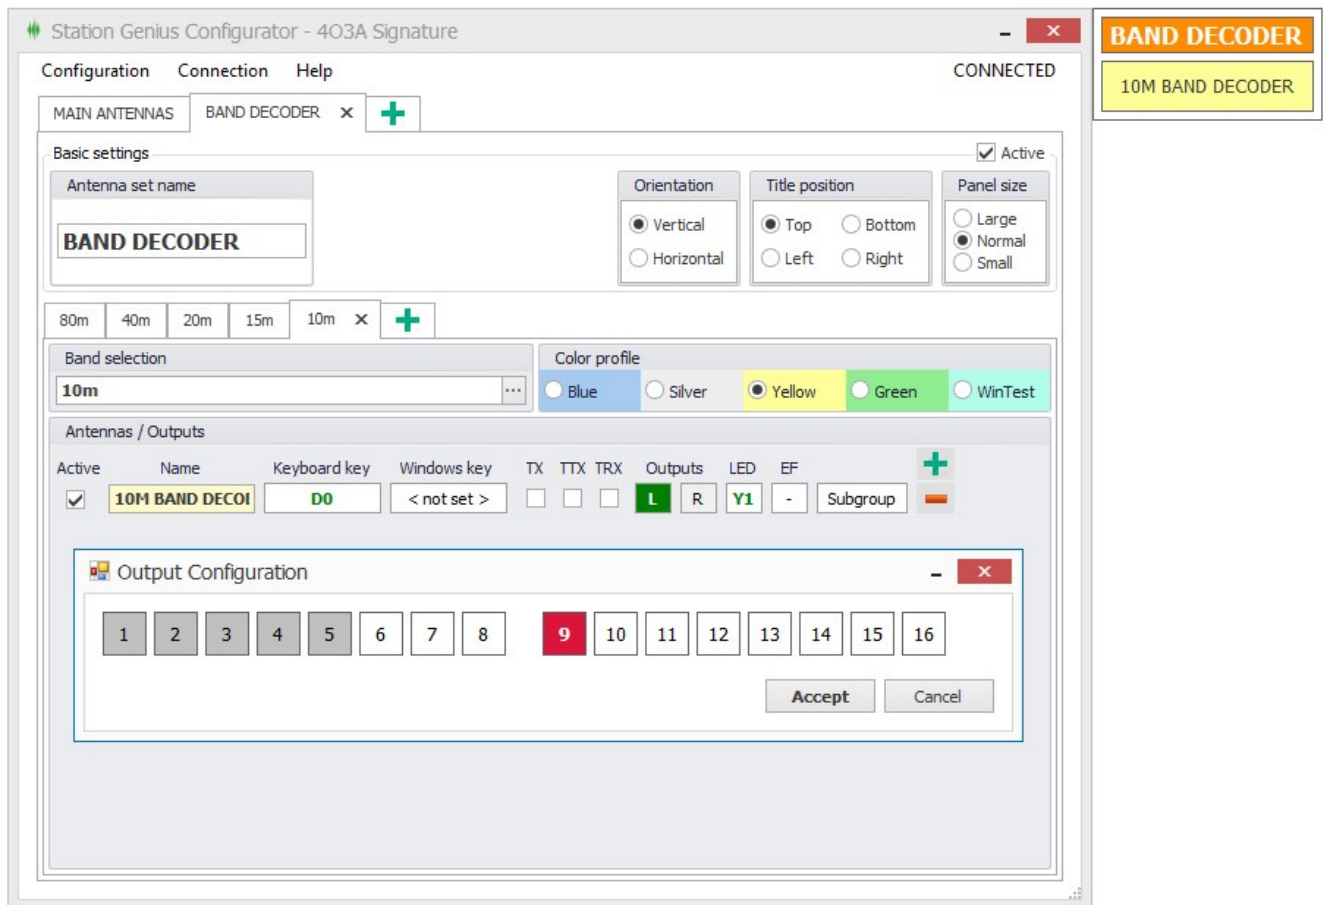 Station Genius Configurator - 4O3A Signature
Configuration Connection Help CONNECTED
MAIN ANTENNAS BAND DECODER
Basic settings Active
Antenna set name Orientation Title position Panel size
BAND DECODER
Vertical Top Bottom Large
Normal
Horizontal Left Right Small
80m 40m 20m 15m 10m
Band selection Color profile
10m ... Blue Silver Yellow Green WinTest
Antennas / Outputs
Active Name Keyboard key Windows key TX TTX TRX Outputs LED EF
10M BAND DECOI D0 < not set > L R Y1 - Subgroup
Output Configuration
1 2 3 4 5 6 7 8 9 10 11 12 13 14 15 16
Accept Cancel
BAND DECODER
10M BAND DECODER